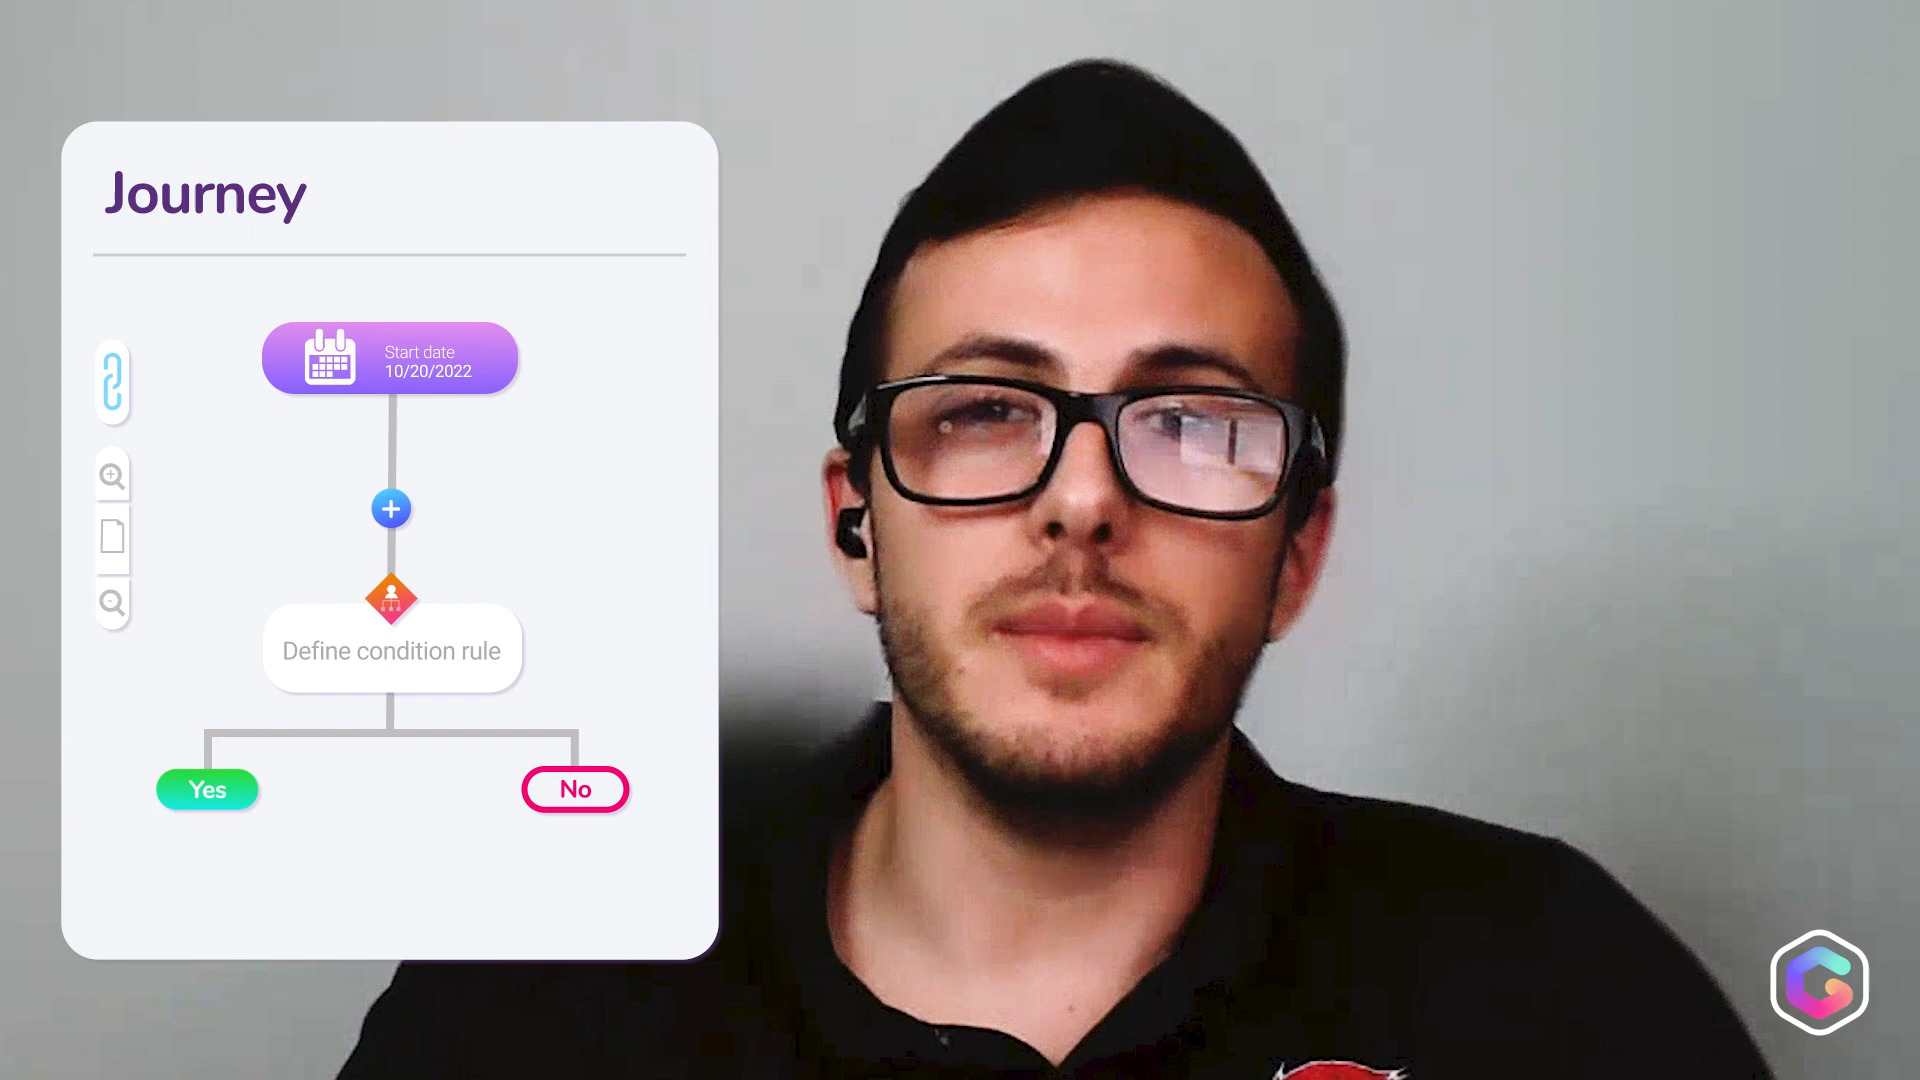 Journey
Start date
10/20/2022
Define condition rule
Yes
No